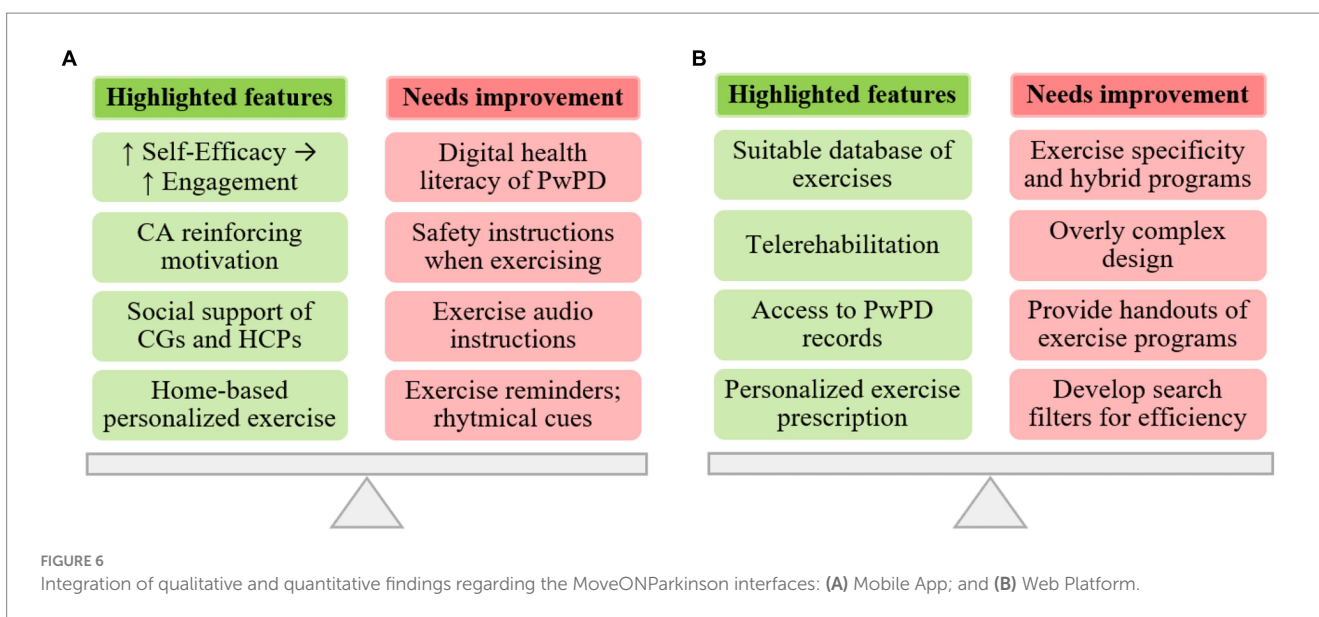 A
Highlighted features
Needs improvement
↑ Self-Efficacy →
↑ Engagement
Digital health
literacy of PwPD
CA reinforcing
motivation
Safety instructions
when exercising
Social support of
CGs and HCPs
Exercise audio
instructions
Home-based
personalized exercise
Exercise reminders;
rhytmical cues
B
Highlighted features
Needs improvement
Suitable database of
exercises
Exercise specificity
and hybrid programs
Telerehabilitation
Overly complex
design
Access to PwPD
records
Provide handouts of
exercise programs
Personalized exercise
prescription
Develop search
filters for efficiency
FIGURE 6
Integration of qualitative and quantitative findings regarding the MoveONParkinson interfaces: (A) Mobile App; and (B) Web Platform.